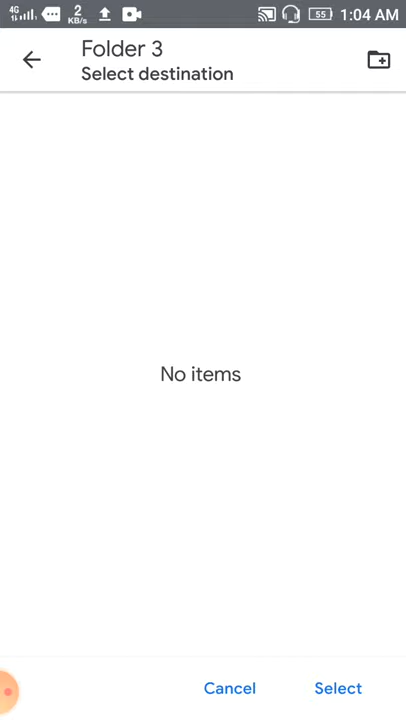 4G 2 KB/s 55 1:04 AM
Folder 3
Select destination
No items
Cancel Select